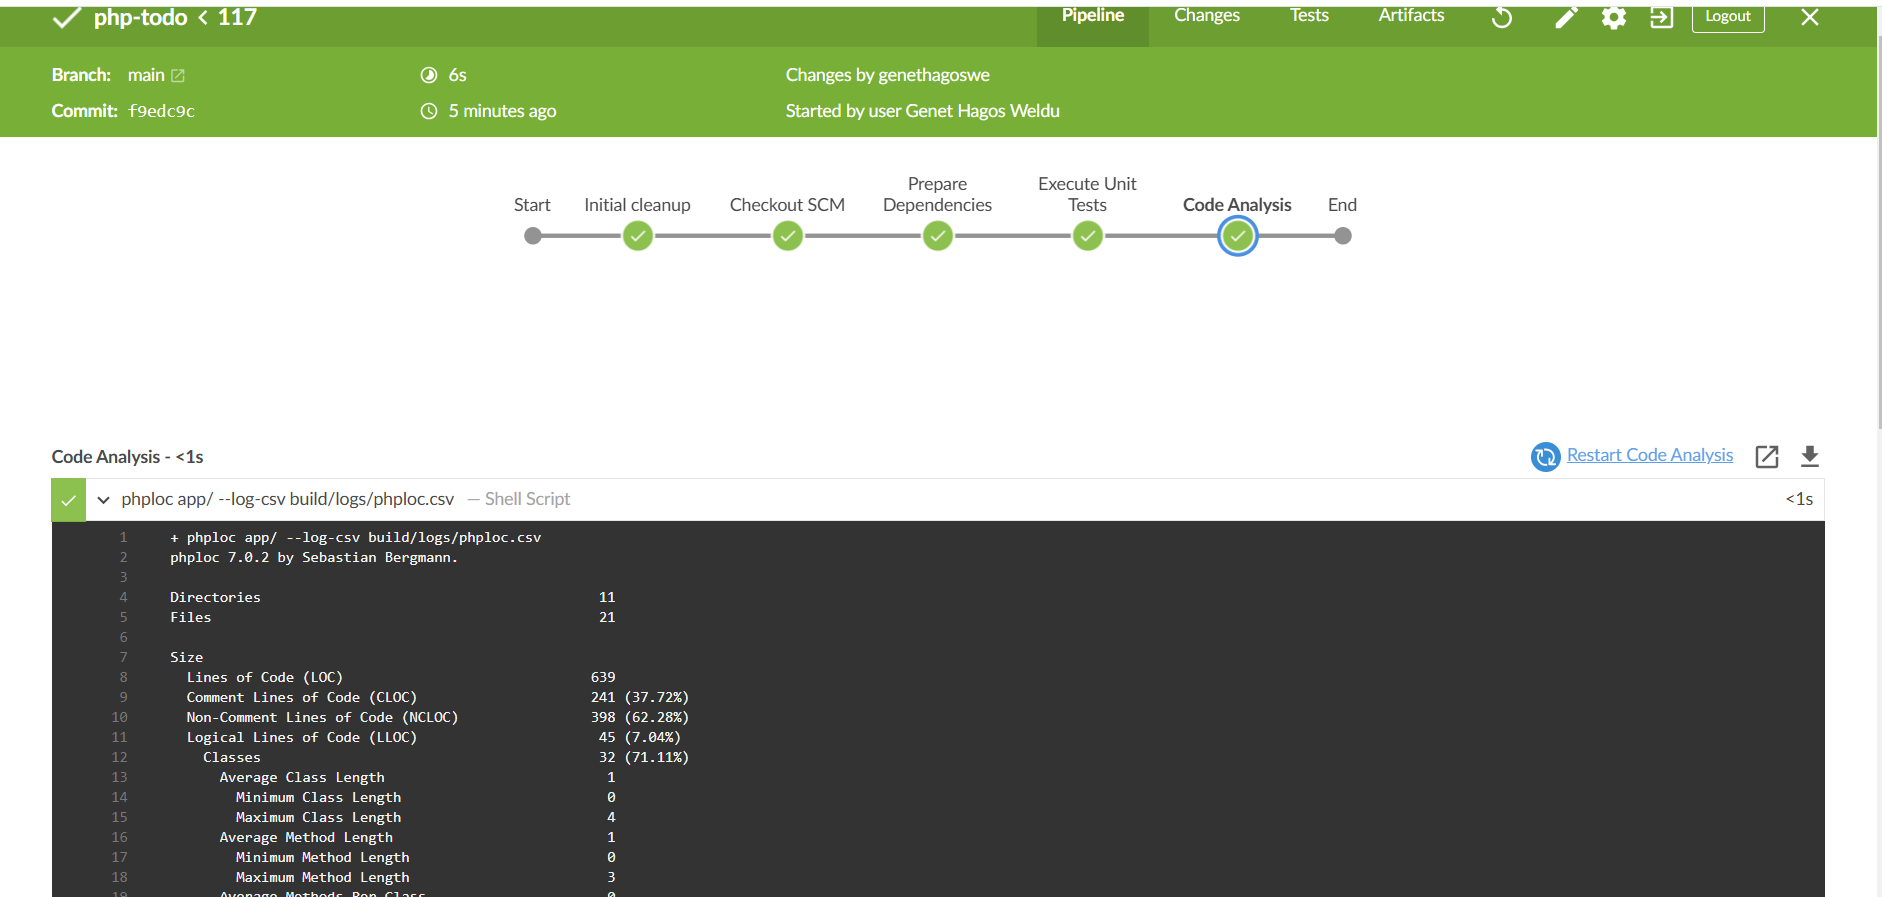 php-todo < 117
Pipeline
Changes
Tests
Artifacts
Logout
Branch: main
6s
Changes by genethagoswe
Commit: f9edc9c
5 minutes ago
Started by user Genet Hagos Weldu
Start
Initial cleanup
Checkout SCM
Prepare
Dependencies
Execute Unit
Tests
Code Analysis
End
Code Analysis - <1s
Restart Code Analysis
phploc app/ --log-csv build/logs/phploc.csv — Shell Script
<1s
1 + phploc app/ --log-csv build/logs/phploc.csv
2 phploc 7.0.2 by Sebastian Bergmann.
3
4 Directories 11
5 Files 21
6
7 Size
8 Lines of Code (LOC) 639
9 Comment Lines of Code (CLOC) 241 (37.72%)
10 Non-Comment Lines of Code (NCLOC) 398 (62.28%)
11 Logical Lines of Code (LLOC) 45 (7.04%)
12 Classes 32 (71.11%)
13 Average Class Length 1
14 Minimum Class Length 0
15 Maximum Class Length 4
16 Average Method Length 1
17 Minimum Method Length 0
18 Maximum Method Length 3
19 Average Methods Per Class 0